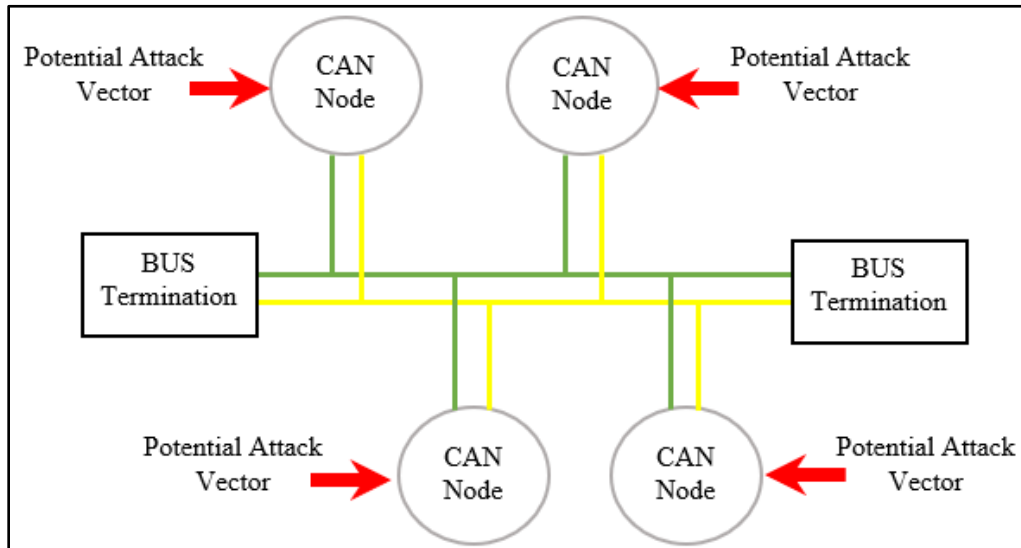 Potential Attack
Vector
CAN
Node
CAN
Node
Potential Attack
Vector
BUS
Termination
BUS
Termination
Potential Attack
Vector
CAN
Node
CAN
Node
Potential Attack
Vector